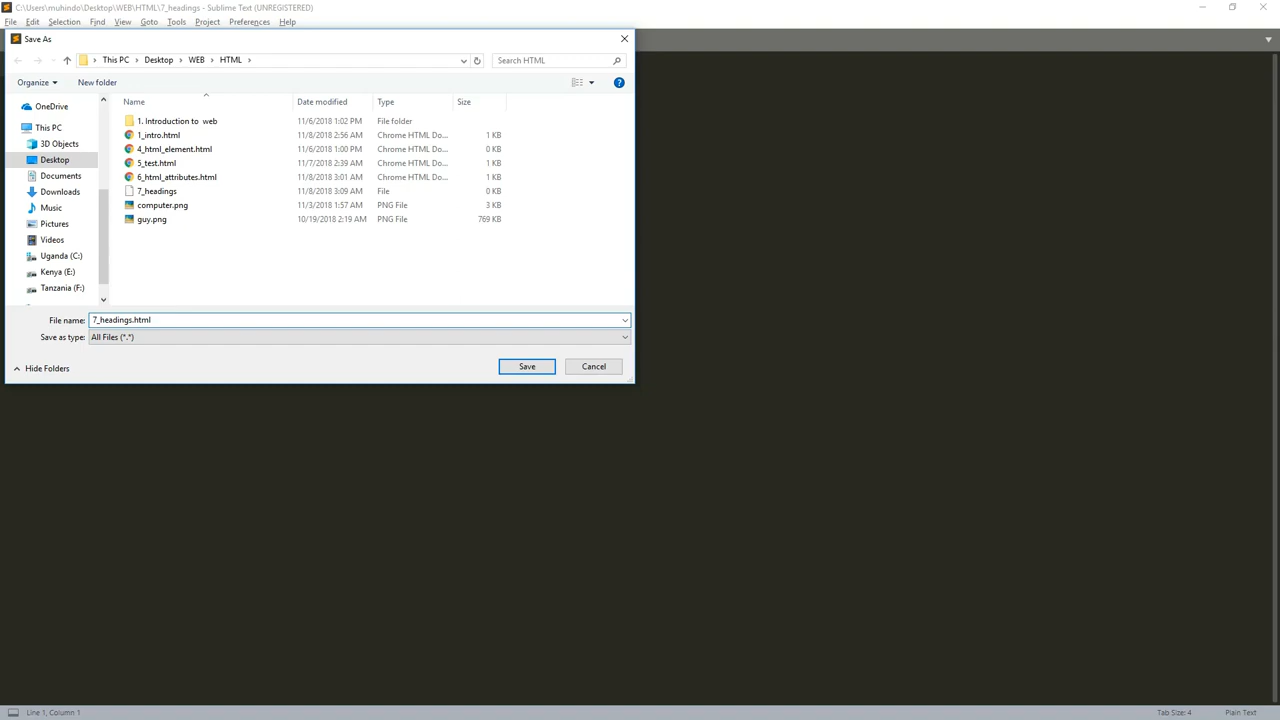 C:\Users\muhindo\Desktop\WEB\HTML\7_headings - Sublime Text (UNREGISTERED)
File Edit Selection Find View Goto Tools Project Preferences Help
Save As
This PC > Desktop > WEB > HTML >
Search HTML
Organize
New folder
Name Date modified Type Size
OneDrive
This PC
3D Objects
Desktop
Documents
Downloads
Music
Pictures
Videos
Uganda (C:)
Kenya (E:)
Tanzania (F:)
1. Introduction to web 11/6/2018 1:02 PM File folder
1_intro.html 11/8/2018 2:56 AM Chrome HTML Do... 1 KB
4_html_element.html 11/6/2018 1:00 PM Chrome HTML Do... 0 KB
5_test.html 11/7/2018 2:39 AM Chrome HTML Do... 1 KB
6_html_attributes.html 11/8/2018 3:01 AM Chrome HTML Do... 1 KB
7_headings 11/8/2018 3:09 AM File 0 KB
computer.png 11/3/2018 1:57 AM PNG File 3 KB
guy.png 10/19/2018 2:19 AM PNG File 769 KB
File name: 7_headings.html
Save as type: All Files (*.*)
Hide Folders
Save
Cancel
Line 1, Column 1
Tab Size: 4
Plain Text